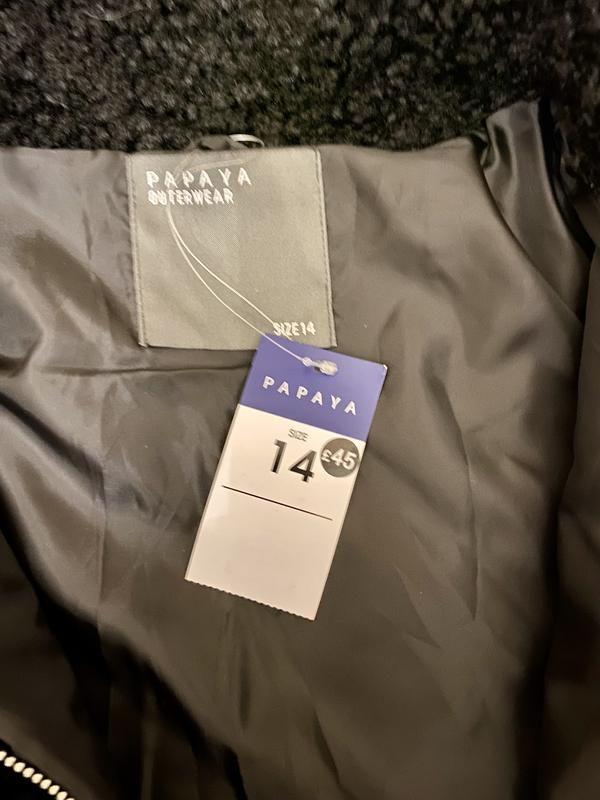 PAPAYA
OUTERWEAR
SIZE 14
PAPAYA
SIZE
14
£45